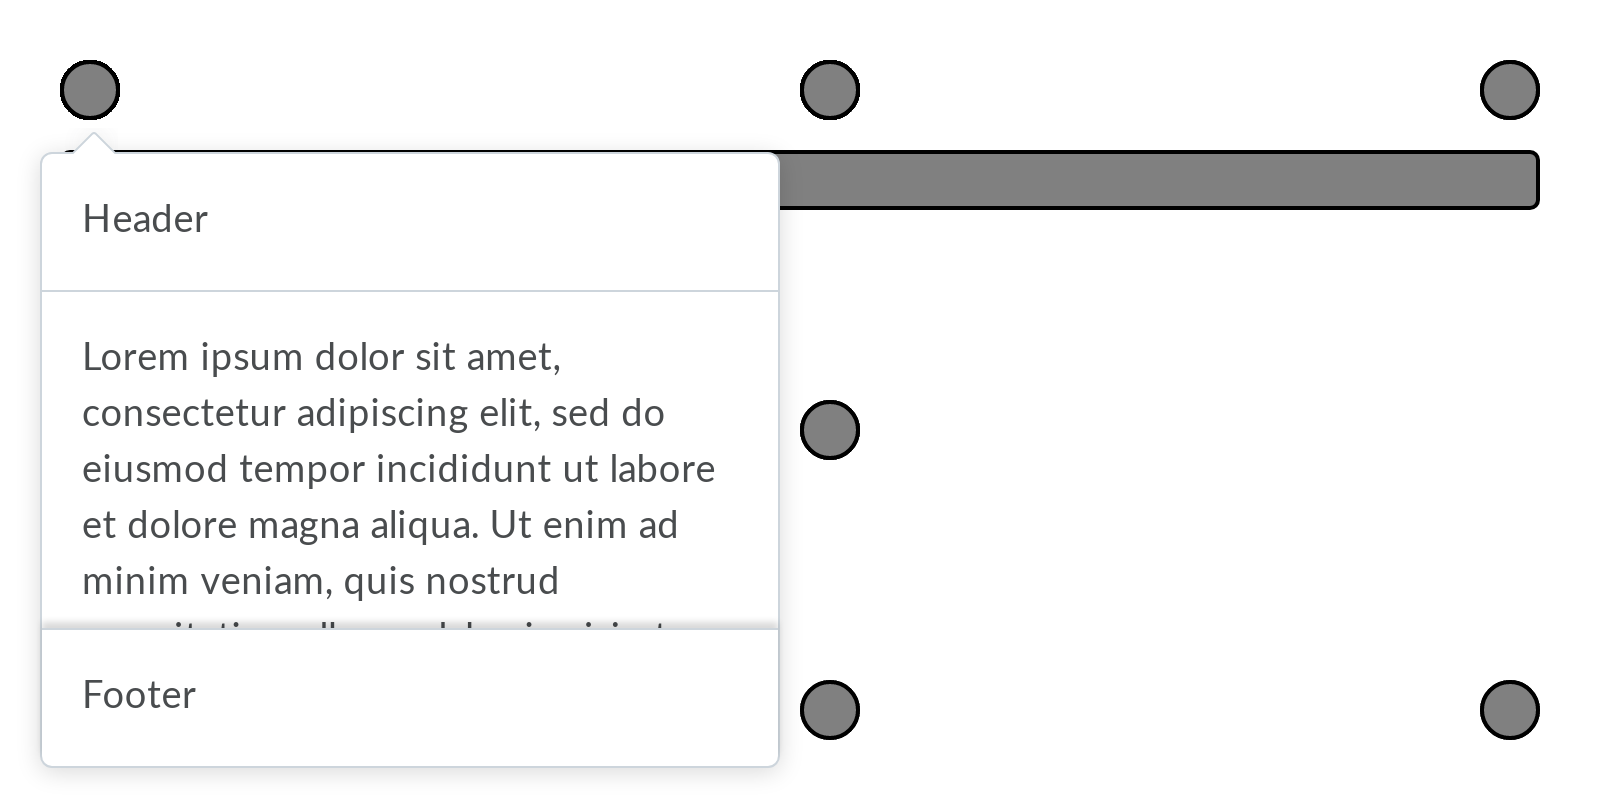 Header
Lorem ipsum dolor sit amet,
consectetur adipiscing elit, sed do
eiusmod tempor incididunt ut labore
et dolore magna aliqua. Ut enim ad
minim veniam, quis nostrud
Footer